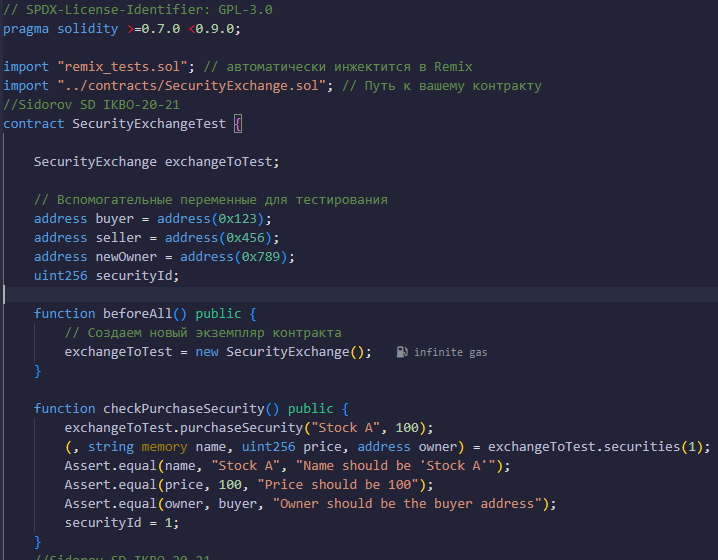 // SPDX-License-Identifier: GPL-3.0
pragma solidity >=0.7.0 <0.9.0;
import "remix_tests.sol"; // автоматически инжектится в Remix
import "../contracts/SecurityExchange.sol"; // Путь к вашему контракту
//Sidorov SD IKBO-20-21
contract SecurityExchangeTest {
SecurityExchange exchangeToTest;
// Вспомогательные переменные для тестирования
address buyer = address(0x123);
address seller = address(0x456);
address newOwner = address(0x789);
uint256 securityId;
function beforeAll() public {
// Создаем новый экземпляр контракта
exchangeToTest = new SecurityExchange(); infinite gas
}
function checkPurchaseSecurity() public {
exchangeToTest.purchaseSecurity("Stock A", 100);
(, string memory name, uint256 price, address owner) = exchangeToTest.securities(1);
Assert.equal(name, "Stock A", "Name should be 'Stock A'");
Assert.equal(price, 100, "Price should be 100");
Assert.equal(owner, buyer, "Owner should be the buyer address");
securityId = 1;
}
//Sidorov SD IKBO-20-21